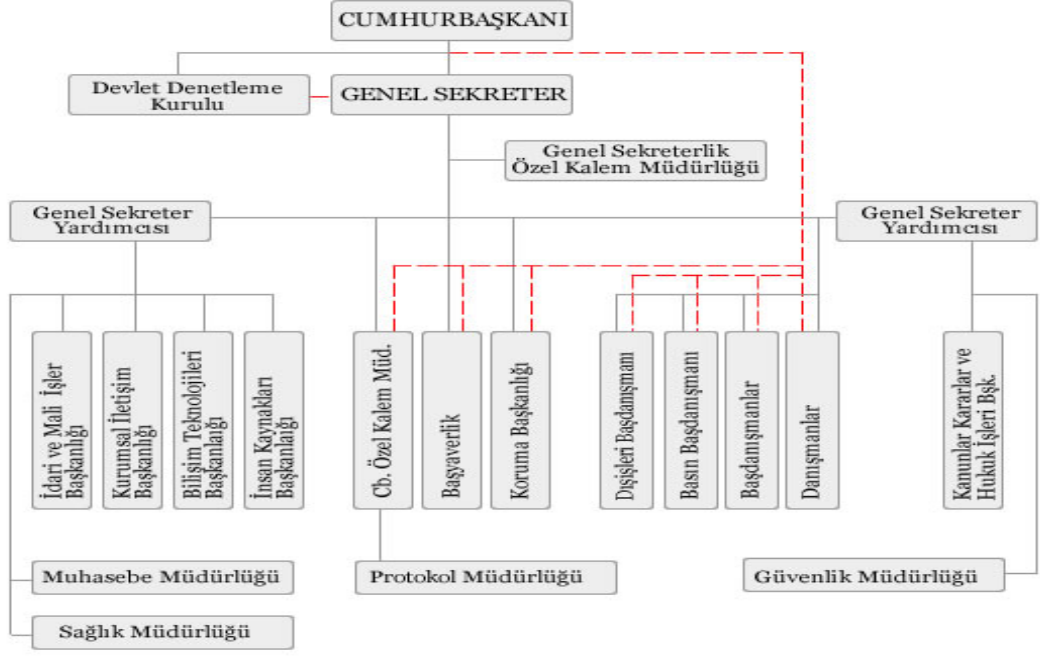 CUMHURBAŞKANI
Devlet Denetleme
Kurulu
GENEL SEKRETER
Genel Sekreterlik
Özel Kalem Müdürlüğü
Genel Sekreter
Yardımcısı
Genel Sekreter
Yardımcısı
İdari ve Mali İşler
Başkanlığı
Kurumsal İletişim
Başkanlığı
Bilişim Teknolojileri
Başkanlaığı
İnsan Kaynakları
Başkanlaığı
Cb. Özel Kalem Müd.
Başyaverlik
Koruma Başkanlığı
Dışişleri Başdanışmanı
Basın Başdanışmanı
Başdanışmanlar
Danışmanlar
Kanunlar Kararlar ve
Hukuk İşleri Bşk.
Muhasebe Müdürlüğü
Protokol Müdürlüğü
Güvenlik Müdürlüğü
Sağlık Müdürlüğü